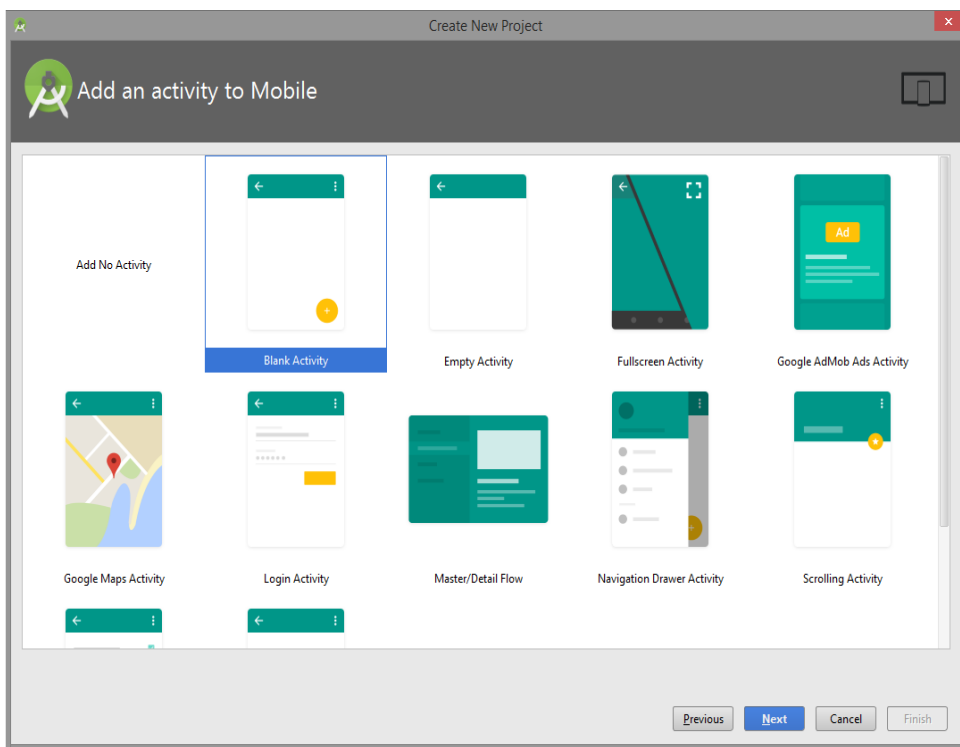 Create New Project
Add an activity to Mobile
Add No Activity
Blank Activity
Empty Activity
Fullscreen Activity
Ad
Google AdMob Ads Activity
Google Maps Activity
Login Activity
Master/Detail Flow
Navigation Drawer Activity
Scrolling Activity
Previous
Next
Cancel
Finish